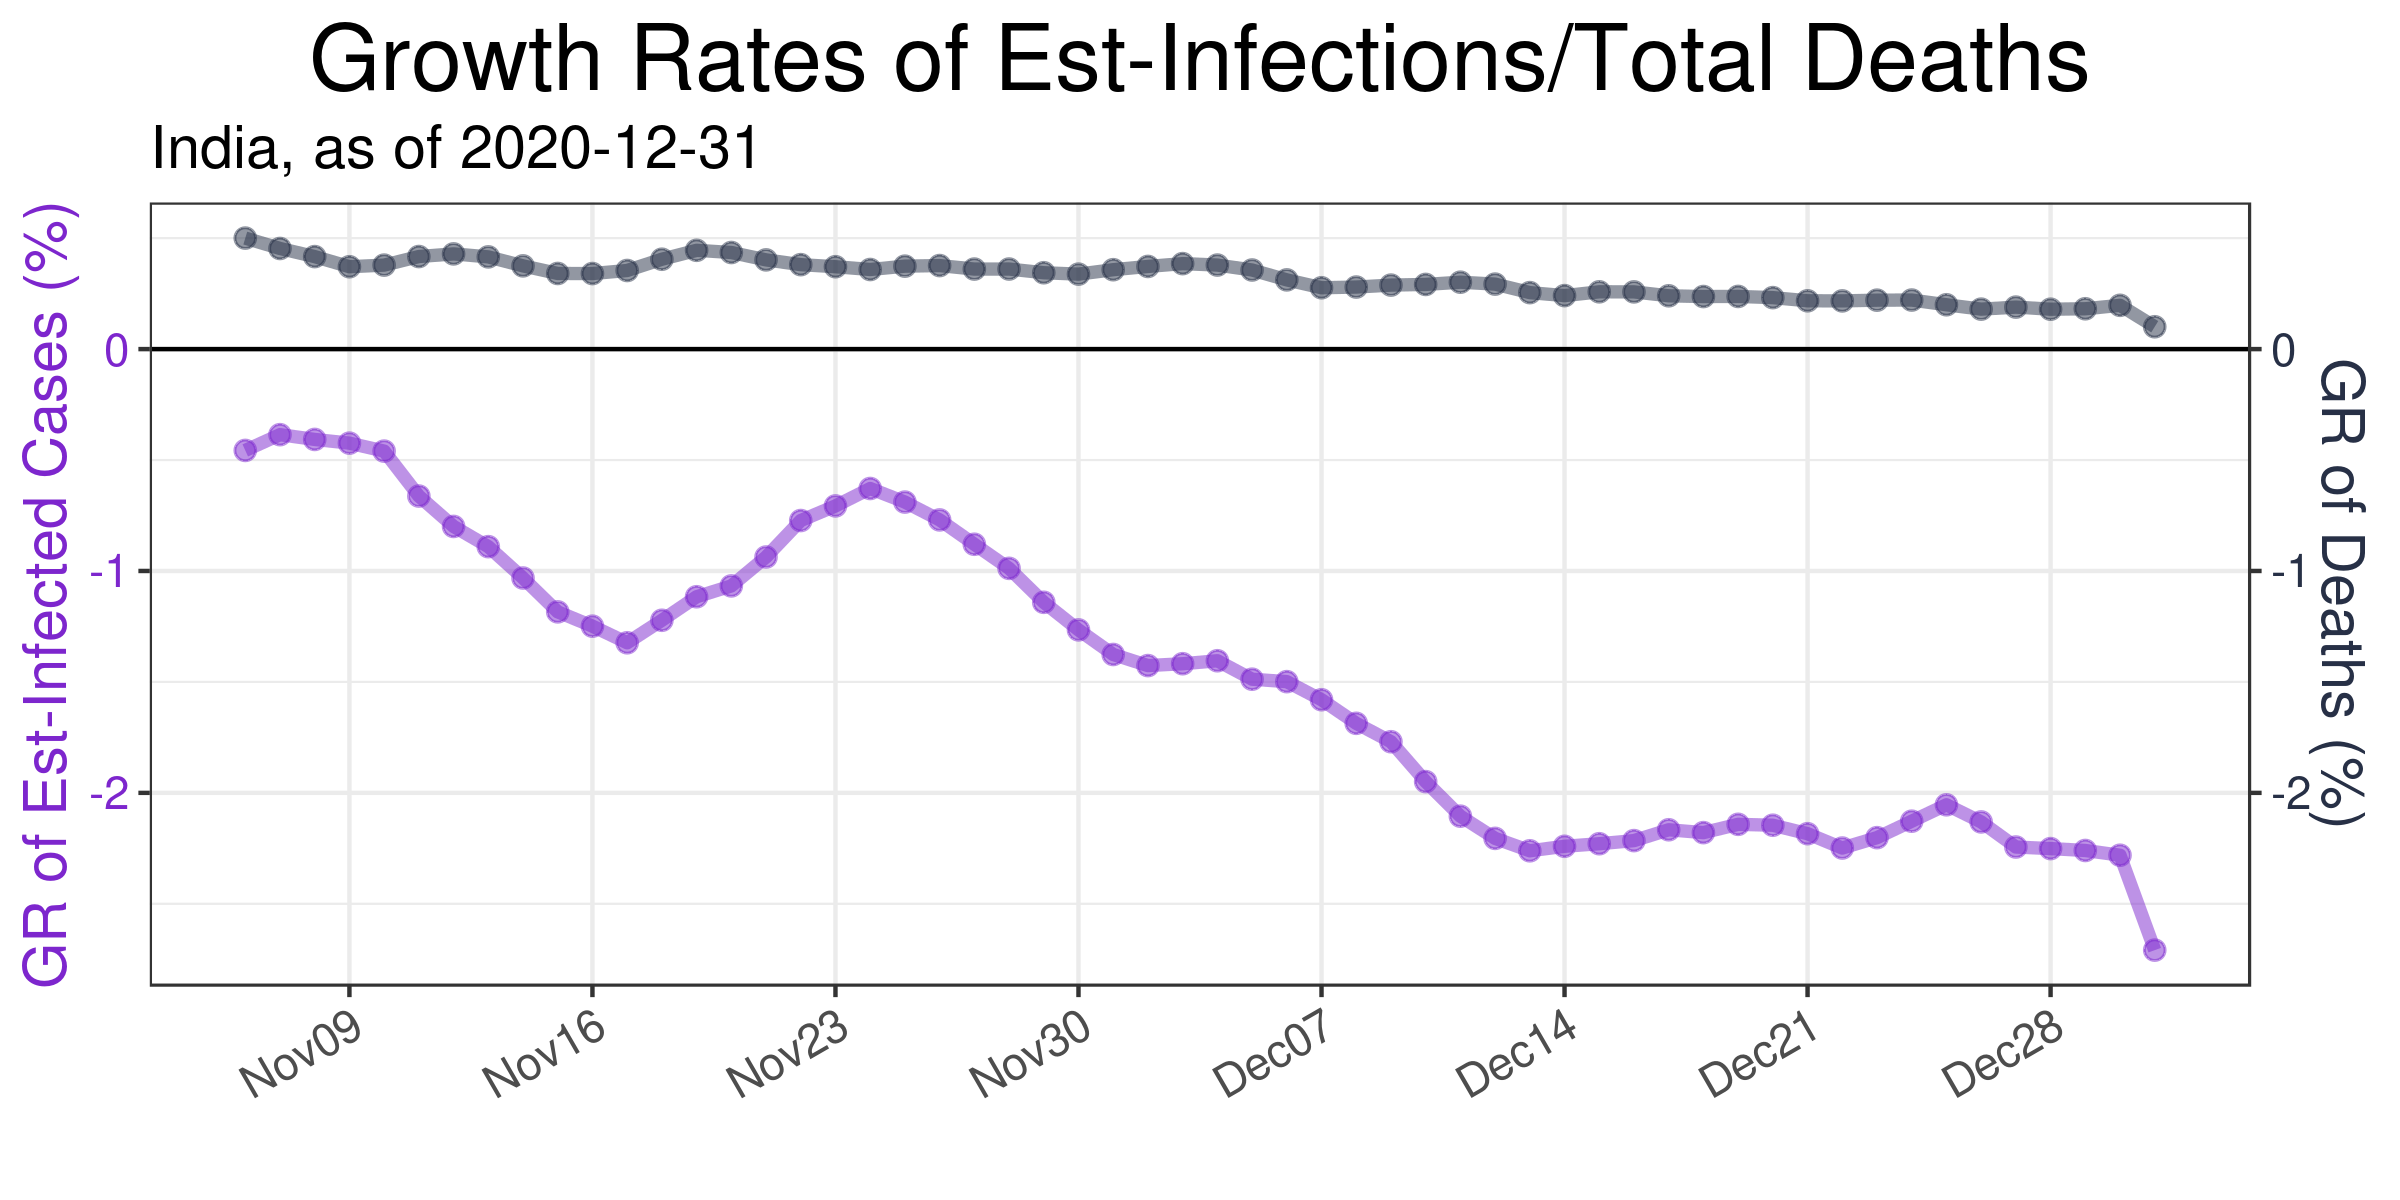 Growth Rates of Est-Infections/Total Deaths
India, as of 2020-12-31
GR of Est-Infected Cases (%)
0
-1
-2
0
-1
-2
GR of Deaths (%)
Nov09
Nov16
Nov23
Nov30
Dec07
Dec14
Dec21
Dec28